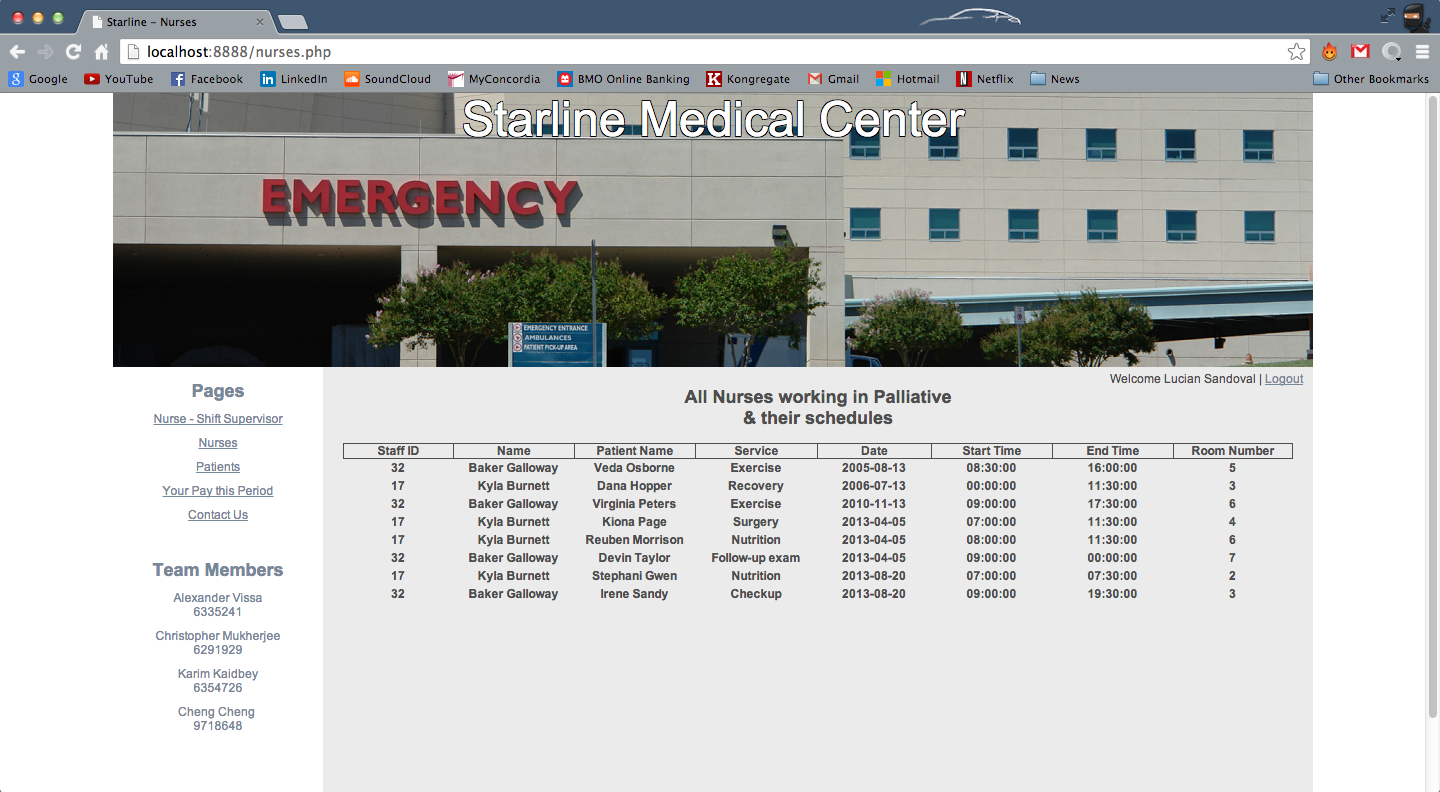 Starline – Nurses
localhost:8888/nurses.php
Google YouTube Facebook LinkedIn SoundCloud MyConcordia BMO Online Banking Kongregate Gmail Hotmail Netflix News Other Bookmarks
Starline Medical Center
EMERGENCY
EMERGENCY ENTRANCE
AMBULANCES
PATIENT PICK-UP AREA
Welcome Lucian Sandoval | Logout
Pages
Nurse - Shift Supervisor
Nurses
Patients
Your Pay this Period
Contact Us
Team Members
Alexander Vissa
6335241
Christopher Mukherjee
6291929
Karim Kaidbey
6354726
Cheng Cheng
9718648
All Nurses working in Palliative
& their schedules
Staff ID Name Patient Name Service Date Start Time End Time Room Number
32 Baker Galloway Veda Osborne Exercise 2005-08-13 08:30:00 16:00:00 5
17 Kyla Burnett Dana Hopper Recovery 2006-07-13 00:00:00 11:30:00 3
32 Baker Galloway Virginia Peters Exercise 2010-11-13 09:00:00 17:30:00 6
17 Kyla Burnett Kiona Page Surgery 2013-04-05 07:00:00 11:30:00 4
17 Kyla Burnett Reuben Morrison Nutrition 2013-04-05 08:00:00 11:30:00 6
32 Baker Galloway Devin Taylor Follow-up exam 2013-04-05 09:00:00 00:00:00 7
17 Kyla Burnett Stephani Gwen Nutrition 2013-08-20 07:00:00 07:30:00 2
32 Baker Galloway Irene Sandy Checkup 2013-08-20 09:00:00 19:30:00 3